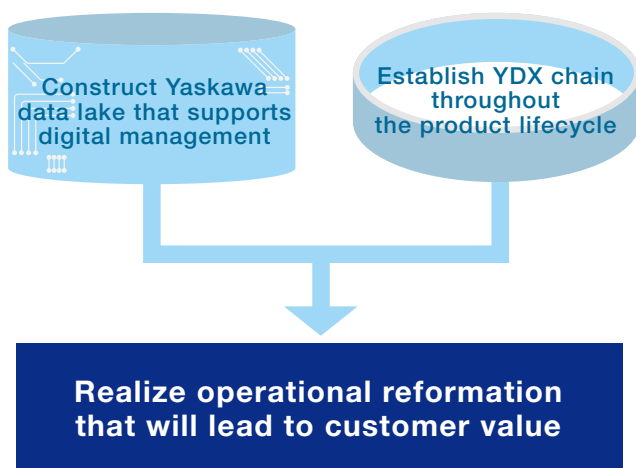 Construct Yaskawa
data lake that supports
digital management
Establish YDX chain
throughout
the product lifecycle
Realize operational reformation
that will lead to customer value